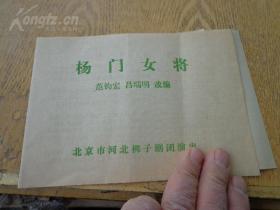 杨门女将
范钧宏 吕瑞明 改编
北京市河北梆子剧团演出